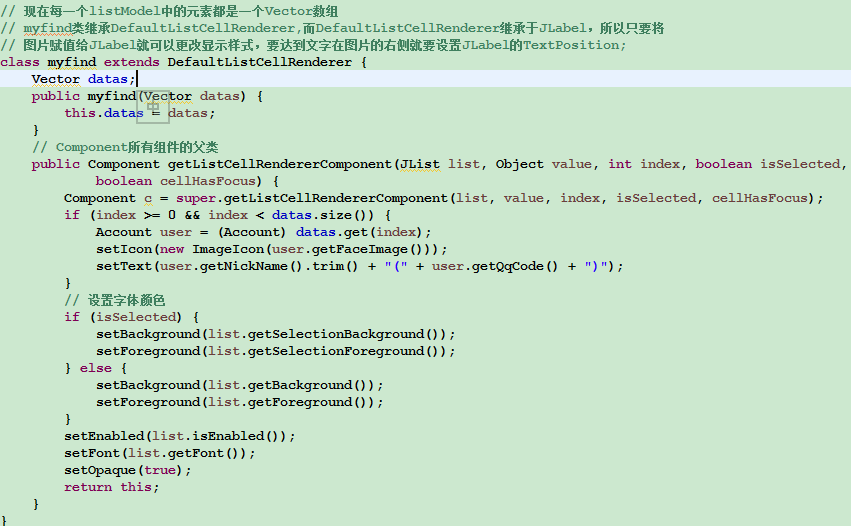 // 现在每一个listModel中的元素都是一个Vector数组
// myfind类继承DefaultListCellRenderer,而DefaultListCellRenderer继承于JLabel，所以只要将
// 图片赋值给JLabel就可以更改显示样式，要达到文字在图片的右侧就要设置JLabel的TextPosition;
class myfind extends DefaultListCellRenderer {
    Vector datas;
    public myfind(Vector datas) {
        this.datas = datas;
    }
    // Component所有组件的父类
    public Component getListCellRendererComponent(JList list, Object value, int index, boolean isSelected,
            boolean cellHasFocus) {
        Component c = super.getListCellRendererComponent(list, value, index, isSelected, cellHasFocus);
        if (index >= 0 && index < datas.size()) {
            Account user = (Account) datas.get(index);
            setIcon(new ImageIcon(user.getFaceImage()));
            setText(user.getNickName().trim() + "(" + user.getQqCode() + ")");
        }
        // 设置字体颜色
        if (isSelected) {
            setBackground(list.getSelectionBackground());
            setForeground(list.getSelectionForeground());
        } else {
            setBackground(list.getBackground());
            setForeground(list.getForeground());
        }
        setEnabled(list.isEnabled());
        setFont(list.getFont());
        setOpaque(true);
        return this;
    }
}
中